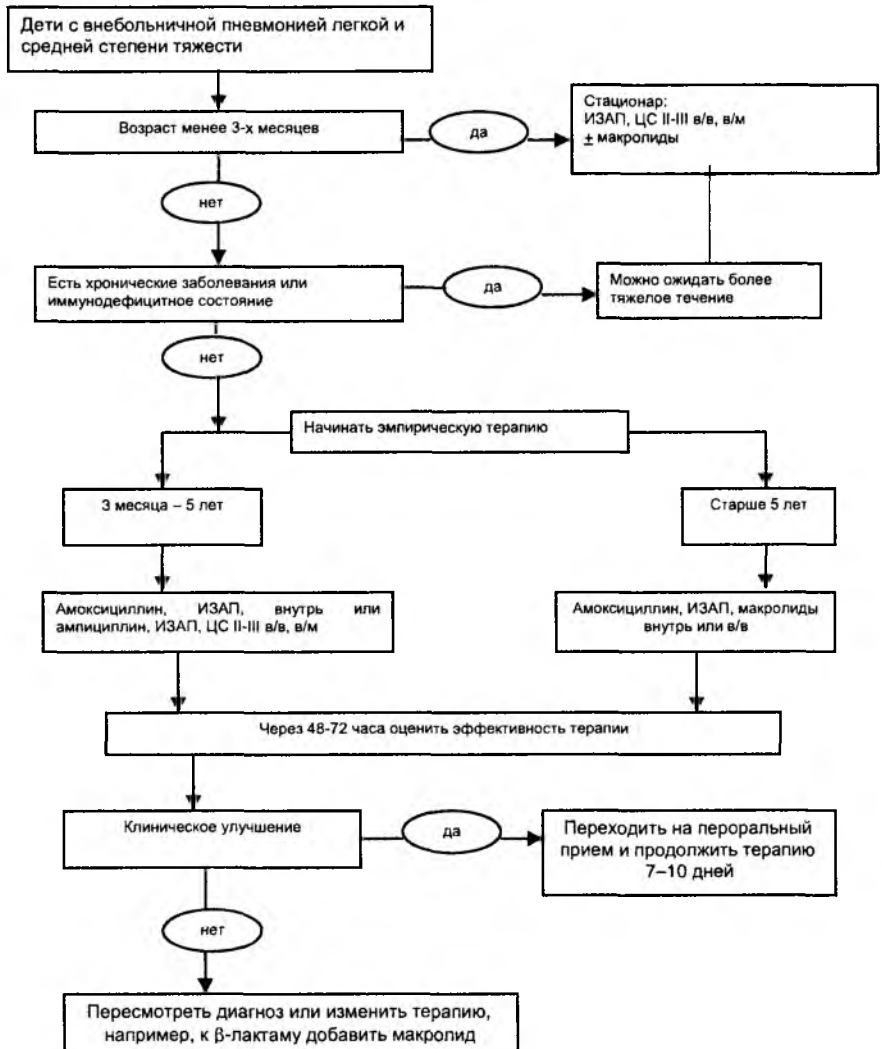 Дети с внебольничной пневмонией легкой и
средней степени тяжести
Возраст менее 3-х месяцев
да
Стационар:
ИЗАП, ЦС II-III в/в, в/м
± макролиды
нет
Есть хронические заболевания или
иммунодефицитное состояние
да
Можно ожидать более
тяжелое течение
нет
Начинать эмпирическую терапию
3 месяца – 5 лет
Старше 5 лет
Амоксициллин, ИЗАП, внутрь или
ампициллин, ИЗАП, ЦС II-III в/в, в/м
Амоксициллин, ИЗАП, макролиды
внутрь или в/в
Через 48-72 часа оценить эффективность терапии
Клиническое улучшение
да
Переходить на пероральный
прием и продолжить терапию
7–10 дней
нет
Пересмотреть диагноз или изменить терапию,
например, к β-лактаму добавить макролид